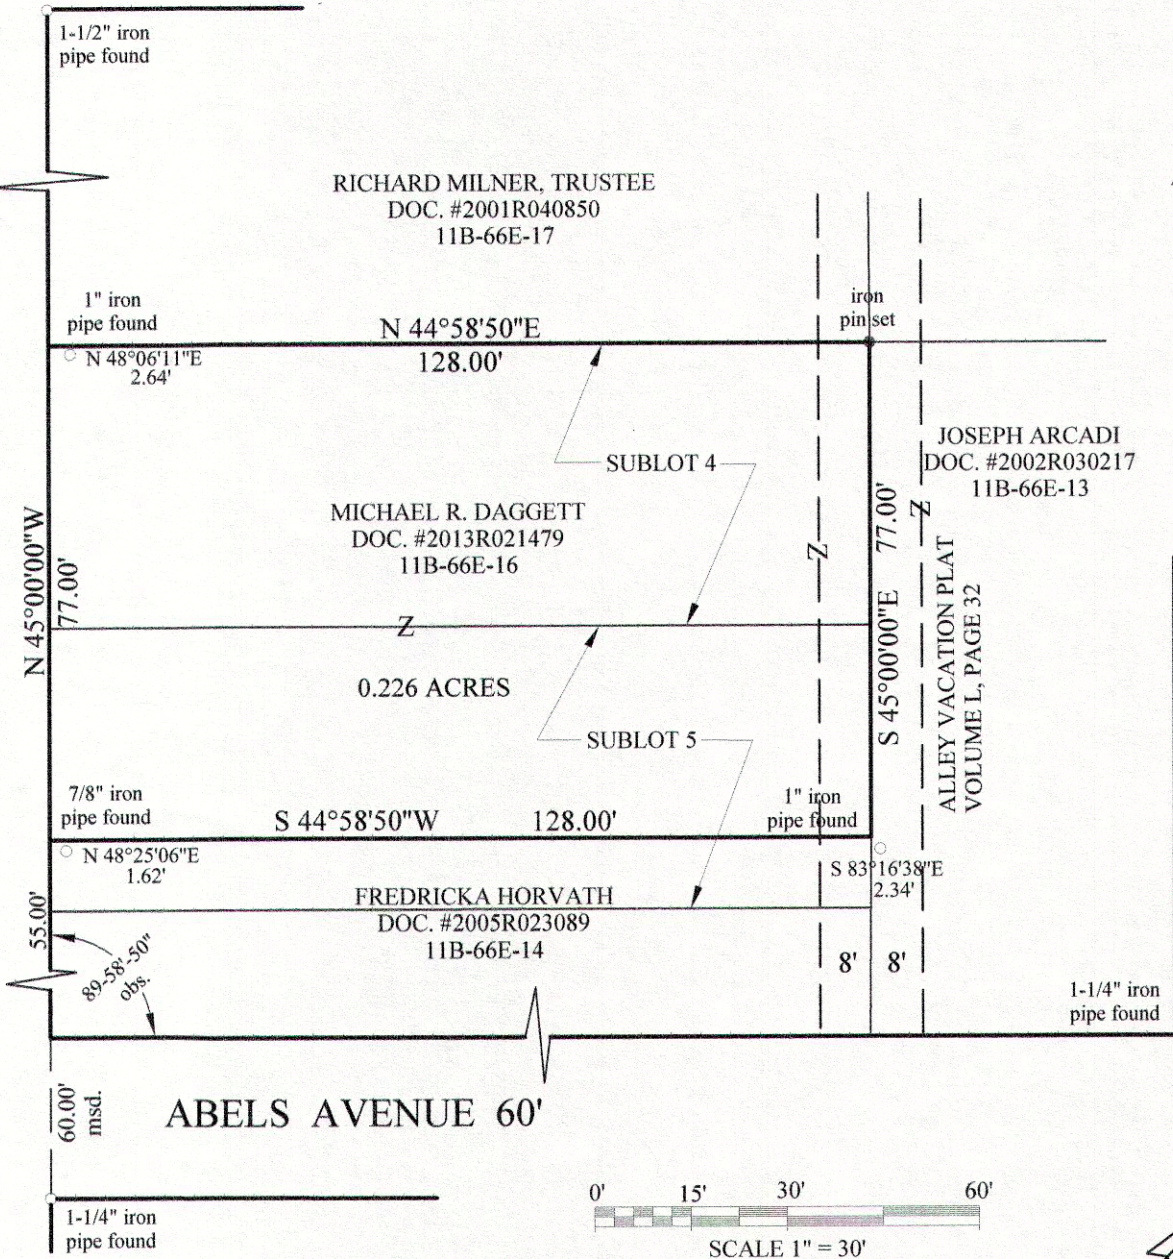 1-1/2" iron
pipe found
RICHARD MILNER, TRUSTEE
DOC. #2001R040850
11B-66E-17
1" iron
pipe found
N 44°58'50"E
128.00'
iron
pin set
N 48°06'11"E
2.64'
JOSEPH ARCADI
DOC. #2002R030217
11B-66E-13
SUBLOT 4
MICHAEL R. DAGGETT
DOC. #2013R021479
11B-66E-16
N 45°00'00"W
77.00'
Z
Z
Z
S 45°00'00"E 77.00'
ALLEY VACATION PLAT
VOLUME L, PAGE 32
0.226 ACRES
SUBLOT 5
7/8" iron
pipe found
S 44°58'50"W 128.00'
1" iron
pipe found
N 48°25'06"E
1.62'
S 83°16'38"E
2.34'
FREDRICKA HORVATH
DOC. #2005R023089
11B-66E-14
55.00'
89-58'-50"
obs.
8' 8'
1-1/4" iron
pipe found
60.00'
msd.
ABELS AVENUE 60'
0' 15' 30' 60'
SCALE 1" = 30'
1-1/4" iron
pipe found